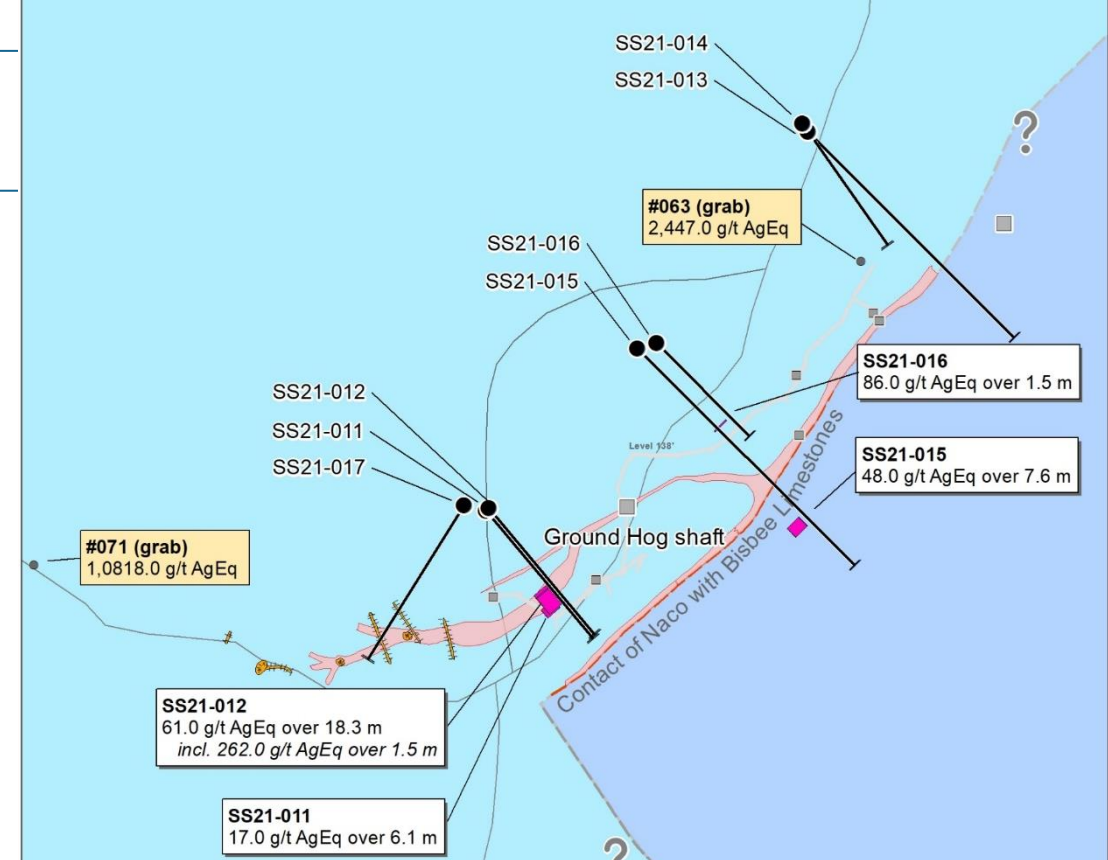 SS21-014
SS21-013
?
#063 (grab)
2,447.0 g/t AgEq
SS21-016
SS21-015
SS21-016
86.0 g/t AgEq over 1.5 m
SS21-012
SS21-011
SS21-017
Level 138'
SS21-015
48.0 g/t AgEq over 7.6 m
Ground Hog shaft
#071 (grab)
1,0818.0 g/t AgEq
Contact of Naco with Bisbee Limestones
SS21-012
61.0 g/t AgEq over 18.3 m
incl. 262.0 g/t AgEq over 1.5 m
SS21-011
17.0 g/t AgEq over 6.1 m
?